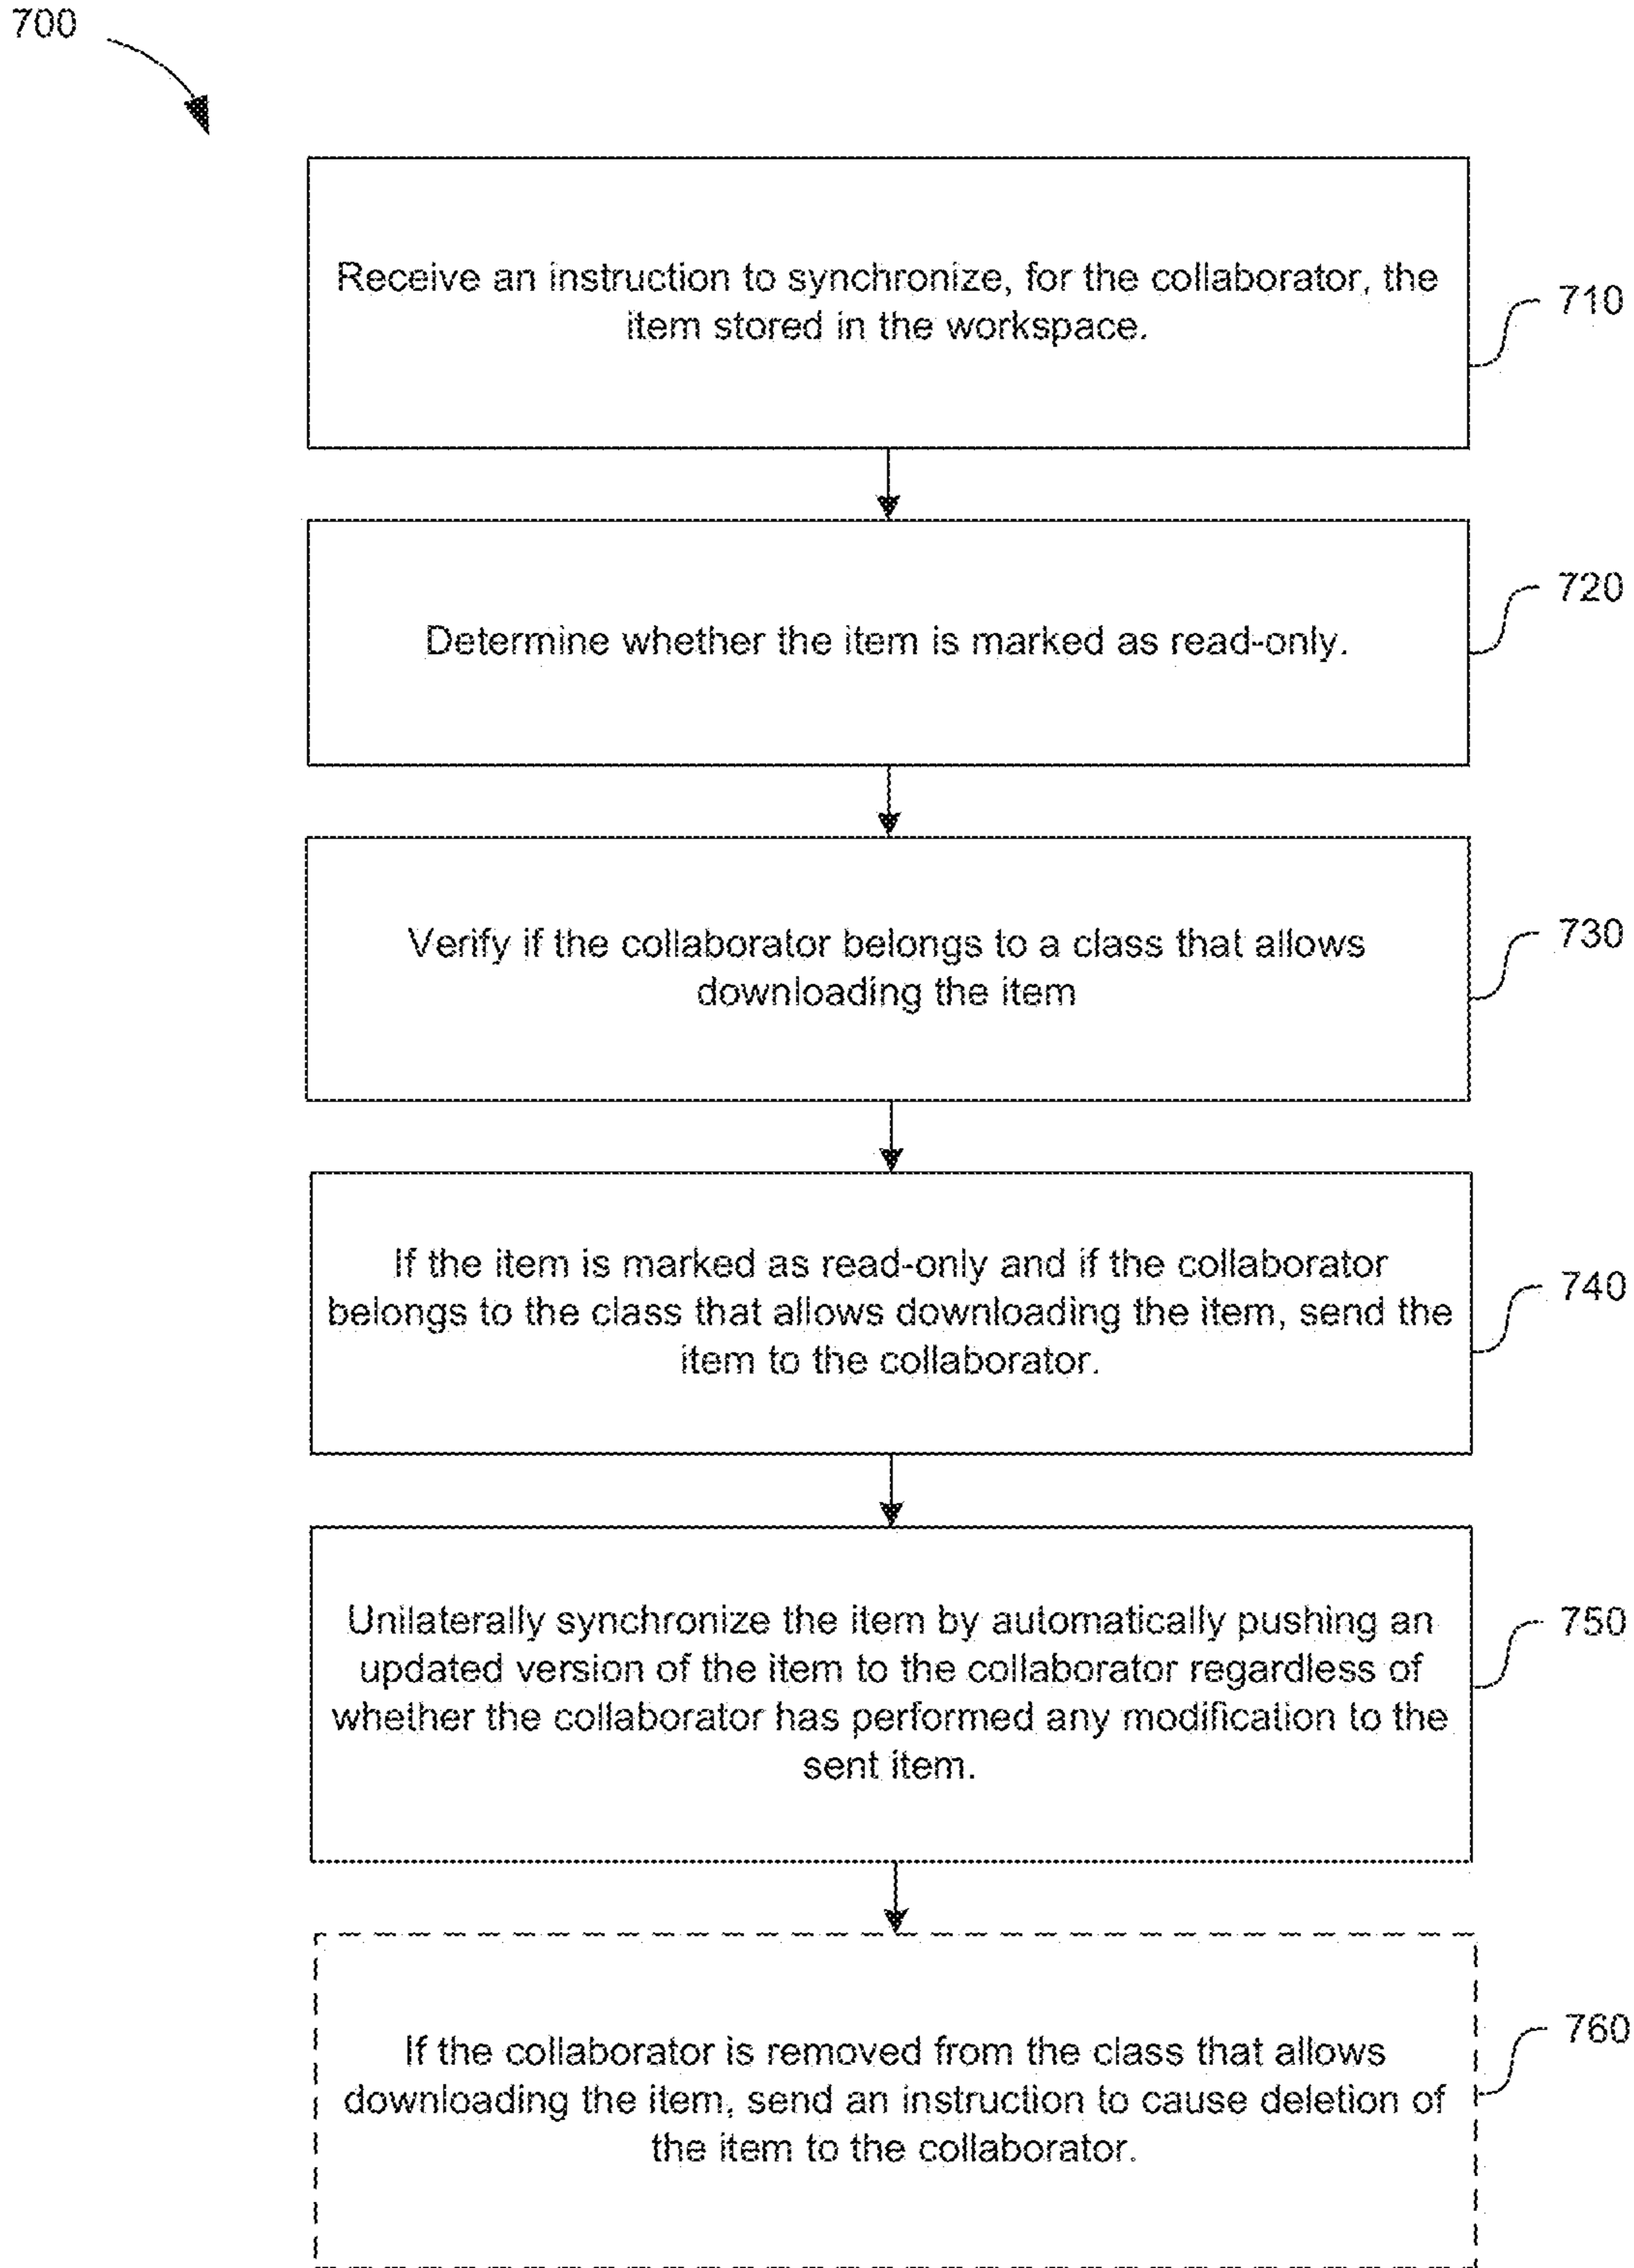 700
Receive an instruction to synchronize, for the collaborator, the
item stored in the workspace.
710
Determine whether the item is marked as read-only.
720
Verify if the collaborator belongs to a class that allows
downloading the item
730
If the item is marked as read-only and if the collaborator
belongs to the class that allows downloading the item, send the
item to the collaborator.
740
Unilaterally synchronize the item by automatically pushing an
updated version of the item to the collaborator regardless of
whether the collaborator has performed any modification to the
sent item.
750
If the collaborator is removed from the class that allows
downloading the item, send an instruction to cause deletion of
the item to the collaborator.
760